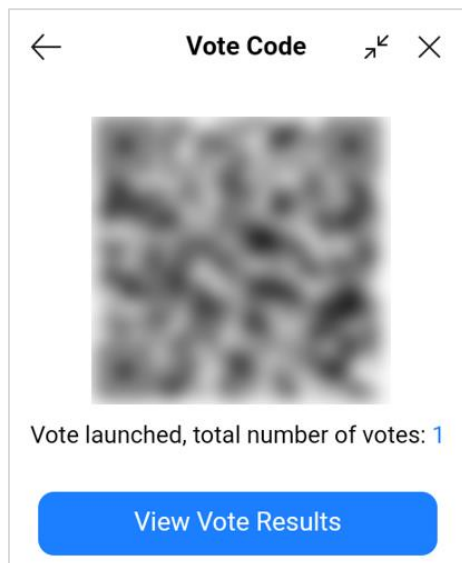 Vote Code
Vote launched, total number of votes: 1
View Vote Results